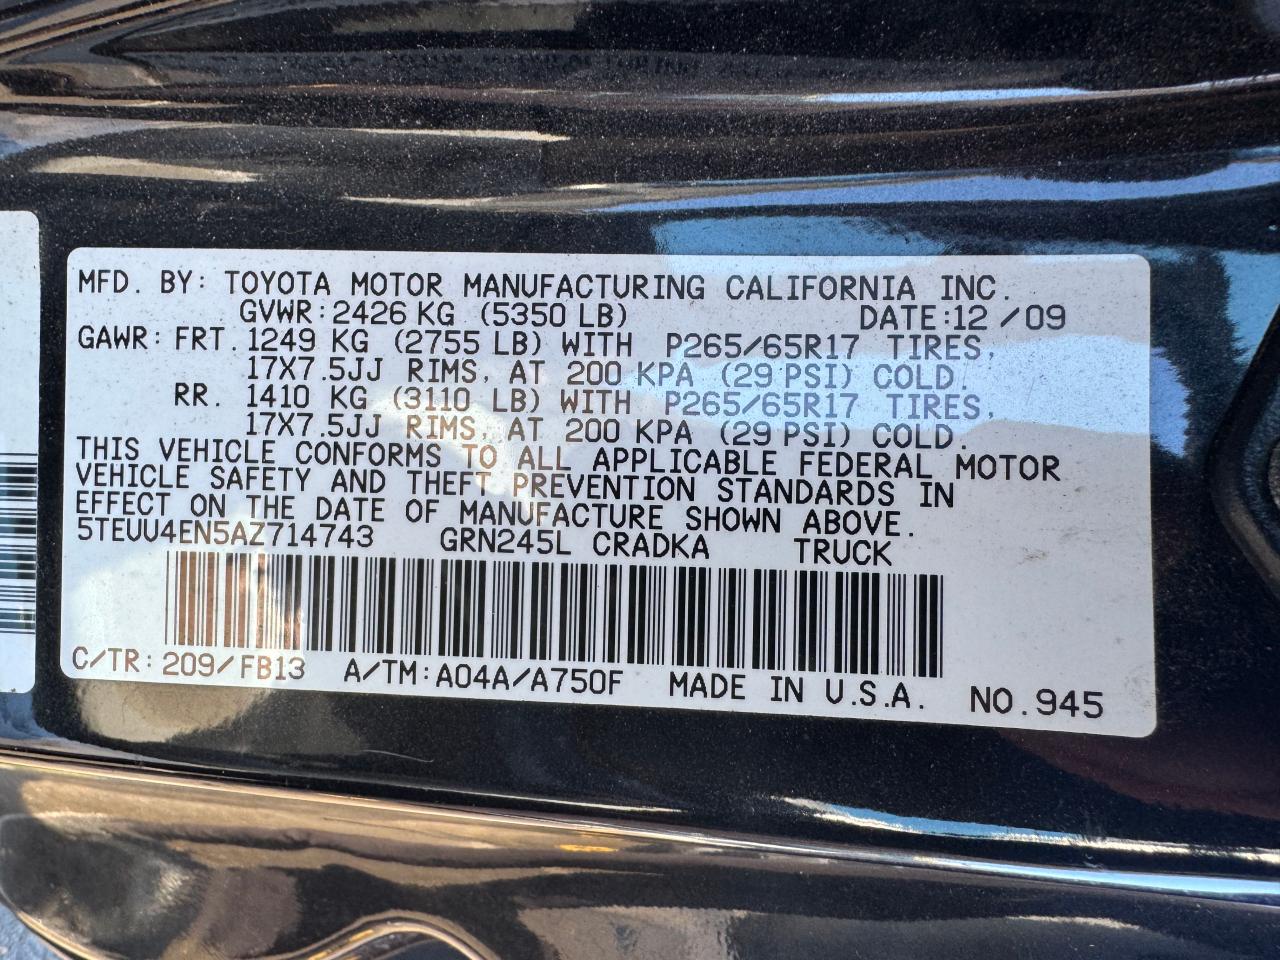 MFD. BY: TOYOTA MOTOR MANUFACTURING CALIFORNIA INC.
GVWR: 2426 KG (5350 LB) DATE: 12/09
GAWR: FRT. 1249 KG (2755 LB) WITH P265/65R17 TIRES,
17X7.5JJ RIMS, AT 200 KPA (29 PSI) COLD.
RR. 1410 KG (3110 LB) WITH P265/65R17 TIRES,
17X7.5JJ RIMS, AT 200 KPA (29 PSI) COLD.
THIS VEHICLE CONFORMS TO ALL APPLICABLE FEDERAL MOTOR
VEHICLE SAFETY AND THEFT PREVENTION STANDARDS IN
EFFECT ON THE DATE OF MANUFACTURE SHOWN ABOVE.
5TEUU4EN5AZ714743 GRN245L CRADKA TRUCK
C/TR: 209/FB13 A/TM: A04A/A750F MADE IN U.S.A. NO. 945